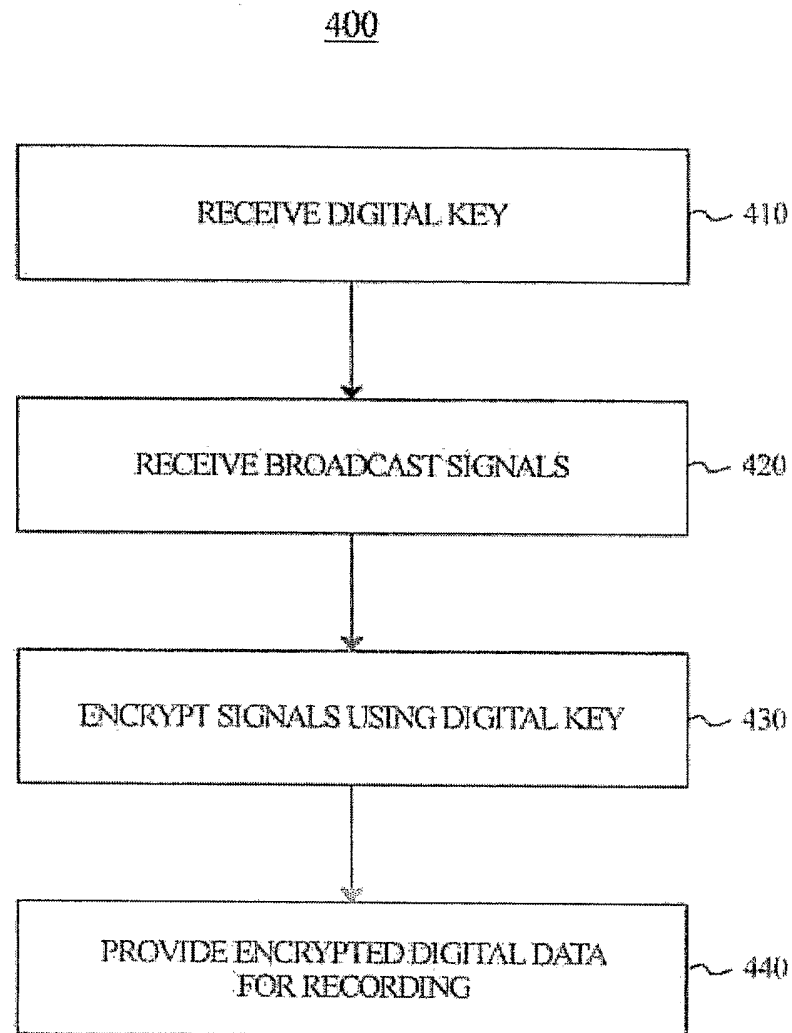 400
RECEIVE DIGITAL KEY
410
RECEIVE BROADCAST SIGNALS
420
ENCRYPT SIGNALS USING DIGITAL KEY
430
PROVIDE ENCRYPTED DIGITAL DATA
FOR RECORDING
440